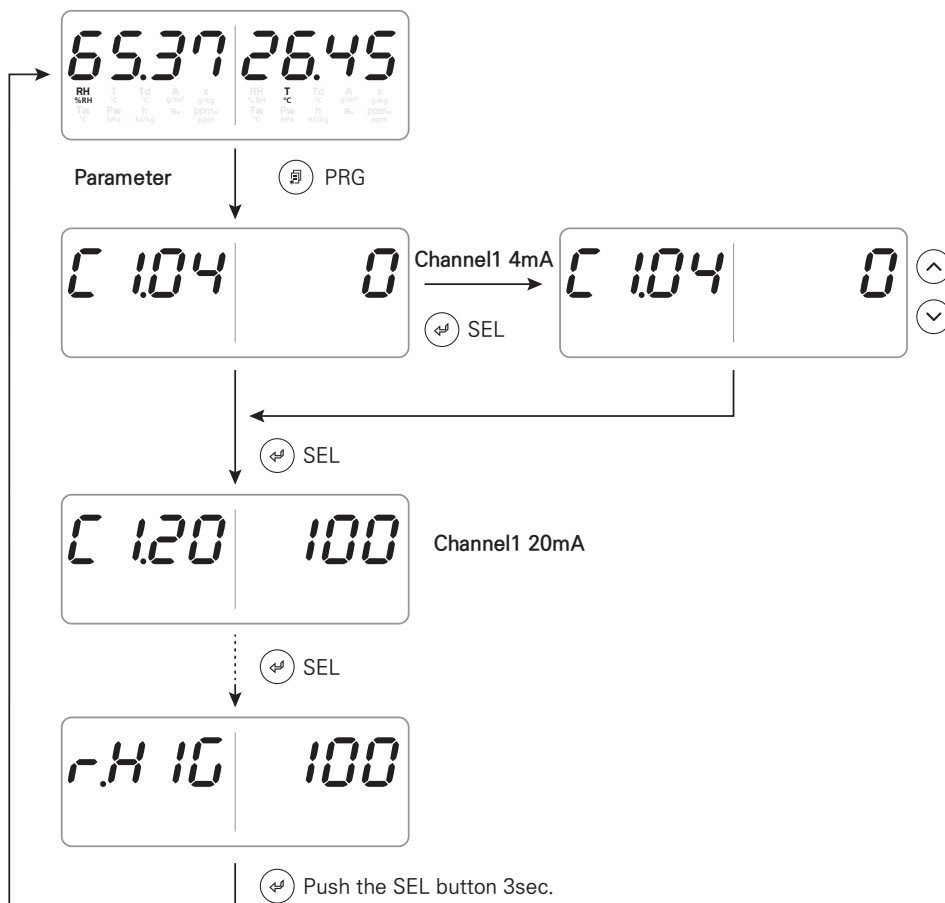 65.37 26.45
RH T Td A x RH T Td A x
%RH °C °C g/m³ g/kg %RH °C °C g/m³ g/kg
Tw Pw h aw ppmw Tw Pw h aw ppmw
°C hPa kJ/kg ppm °C hPa kJ/kg ppm
Parameter PRG
C 1.04 0 Channel1 4mA C 1.04 0
SEL
SEL
C 1.20 100 Channel1 20mA
SEL
r.H IG 100
Push the SEL button 3sec.